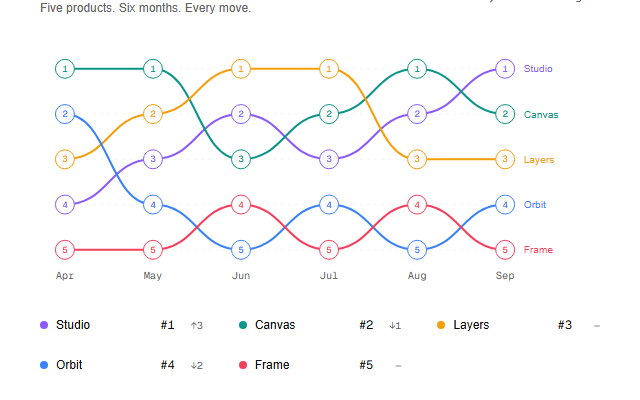 Five products. Six months. Every move.
1 1 1 1 1 1 Studio
2 2 2 2 2 2 Canvas
3 3 3 3 3 3 Layers
4 4 4 4 4 4 Orbit
5 5 5 5 5 5 Frame
Apr May Jun Jul Aug Sep
Studio #1 ↑3 Canvas #2 ↓1 Layers #3 –
Orbit #4 ↓2 Frame #5 –